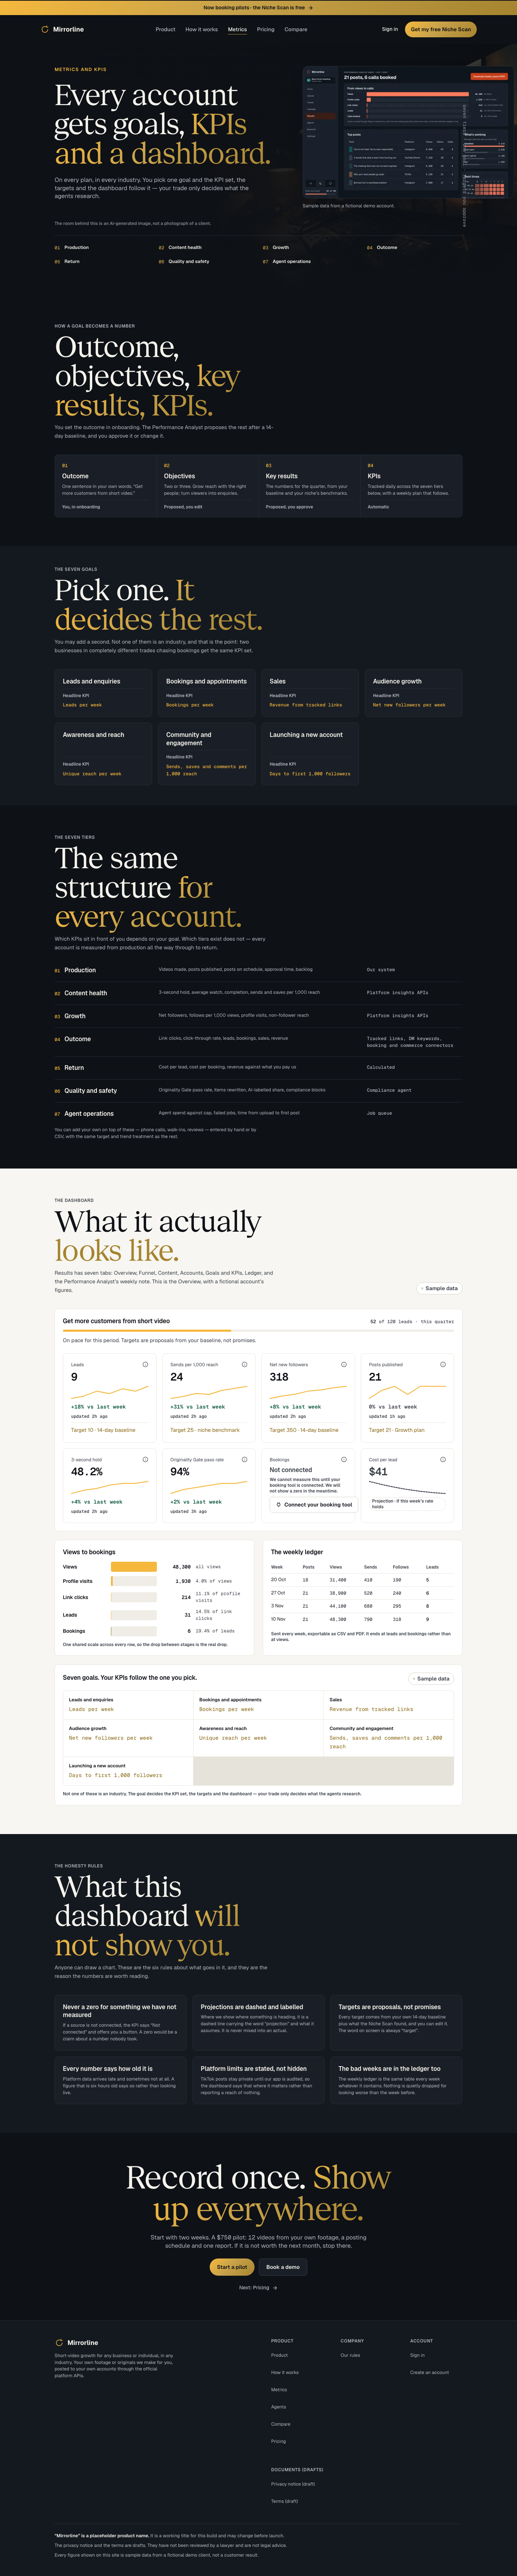 Now booking pilots · the Niche Scan is free →
Mirrorline
Product How it works Metrics Pricing Compare
Sign in
Get my free Niche Scan
METRICS AND KPIS
Every account
gets goals, KPIs
and a dashboard.
On every plan, in every industry. You pick one goal and the KPI set, the
targets and the dashboard follow it — your trade only decides what the
agents research.
The room behind this is an AI-generated image, not a photograph of a client.
Mirrorline
21 posts, 6 calls booked
Top posts
What's working
Best times
Sample data from a fictional demo account.
01 Production
02 Content health
03 Growth
04 Outcome
05 Return
06 Quality and safety
07 Agent operations
HOW A GOAL BECOMES A NUMBER
Outcome,
objectives, key
results, KPIs.
You set the outcome in onboarding. The Performance Analyst proposes the rest after a 14-
day baseline, and you approve it or change it.
01
Outcome
One sentence in your own words. "Get
more customers from short video."
You, in onboarding
02
Objectives
Two or three. Grow reach with the right
people; turn viewers into enquiries.
Proposed, you edit
03
Key results
The numbers for the quarter, from your
baseline and your niche's benchmarks.
Proposed, you approve
04
KPIs
Tracked daily across the seven tiers
below, with a weekly plan that follows.
Automatic
THE SEVEN GOALS
Pick one. It
decides the rest.
You may add a second. Not one of them is an industry, and that is the point: two
businesses in completely different trades chasing bookings get the same KPI set.
Leads and enquiries
Headline KPI
Leads per week
Bookings and appointments
Headline KPI
Bookings per week
Sales
Headline KPI
Revenue from tracked links
Audience growth
Headline KPI
Net new followers per week
Awareness and reach
Headline KPI
Unique reach per week
Community and
engagement
Headline KPI
Sends, saves and comments per
1,000 reach
Launching a new account
Headline KPI
Days to first 1,000 followers
THE SEVEN TIERS
The same
structure for
every account.
Which KPIs sit in front of you depends on your goal. Which tiers exist does not — every
account is measured from production all the way through to return.
01 Production
Videos made, posts published, posts on schedule, approval time, backlog
Our system
02 Content health
3-second hold, average watch, completion, sends and saves per 1,000 reach
Platform insights APIs
03 Growth
Net followers, follows per 1,000 views, profile visits, non-follower reach
Platform insights APIs
04 Outcome
Link clicks, click-through rate, leads, bookings, sales, revenue
Tracked links, DM keywords,
booking and commerce connectors
05 Return
Cost per lead, cost per booking, revenue against what you pay us
Calculated
06 Quality and safety
Originality Gate pass rate, items rewritten, AI-labelled share, compliance blocks
Compliance agent
07 Agent operations
Agent spend against cap, failed jobs, time from upload to first post
Job queue
You can add your own on top of these — phone calls, walk-ins, reviews — entered by hand or by
CSV, with the same target and trend treatment as the rest.
THE DASHBOARD
What it actually
looks like.
Results has seven tabs: Overview, Funnel, Content, Accounts, Goals and KPIs, Ledger, and
the Performance Analyst's weekly note. This is the Overview, with a fictional account's
figures.
Sample data
Get more customers from short video
52 of 120 leads · this quarter
On pace for this period. Targets are proposals from your baseline, not promises.
Leads
9
+18% vs last week
updated 2h ago
Target 10 · 14-day baseline
Sends per 1,000 reach
24
+31% vs last week
updated 2h ago
Target 25 · niche benchmark
Net new followers
318
+8% vs last week
updated 2h ago
Target 350 · 14-day baseline
Posts published
21
0% vs last week
updated 1h ago
Target 21 · Growth plan
3-second hold
48.2%
+4% vs last week
updated 2h ago
Originality Gate pass rate
94%
+2% vs last week
updated 3h ago
Bookings
Not connected
We cannot measure this until your
booking tool is connected. We will
not show a zero in the meantime.
Connect your booking tool
Cost per lead
$41
Projection · if this week's rate
holds
Views to bookings
Views 48,300 all views
Profile visits 1,930 4.0% of views
Link clicks 214 11.1% of profile
visits
Leads 31 14.5% of link
clicks
Bookings 6 19.4% of leads
One shared scale across every row, so the drop between stages is the real drop.
The weekly ledger
Week Posts Views Sends Follows Leads
20 Oct 18 31,400 410 190 5
27 Oct 21 38,900 520 240 6
3 Nov 21 44,100 680 295 8
10 Nov 21 48,300 790 318 9
Sent every week, exportable as CSV and PDF. It ends at leads and bookings rather than
at views.
Seven goals. Your KPIs follow the one you pick.
Sample data
Leads and enquiries
Leads per week
Bookings and appointments
Bookings per week
Sales
Revenue from tracked links
Audience growth
Net new followers per week
Awareness and reach
Unique reach per week
Community and engagement
Sends, saves and comments per 1,000
reach
Launching a new account
Days to first 1,000 followers
Not one of these is an industry. The goal decides the KPI set, the targets and the dashboard — your trade only decides what the agents research.
THE HONESTY RULES
What this
dashboard will
not show you.
Anyone can draw a chart. These are the six rules about what goes in it, and they are the
reason the numbers are worth reading.
Never a zero for something we have not
measured
If a source is not connected, the KPI says "Not
connected" and offers you a button. A zero would be a
claim about a number nobody took.
Projections are dashed and labelled
Where we show where something is heading, it is a
dashed line carrying the word "projection" and what it
assumes. It is never mixed into an actual.
Targets are proposals, not promises
Every target comes from your own 14-day baseline
plus what the Niche Scan found, and you can edit it.
The word on screen is always "target".
Every number says how old it is
Platform data arrives late and sometimes not at all. A
figure that is six hours old says so rather than looking
live.
Platform limits are stated, not hidden
TikTok posts stay private until our app is audited, so
the dashboard says that where it matters rather than
reporting a reach of nothing.
The bad weeks are in the ledger too
The weekly ledger is the same table every week
whatever it contains. Nothing is quietly dropped for
looking worse than the week before.
Record once. Show
up everywhere.
Start with two weeks. A $750 pilot: 12 videos from your own footage, a posting
schedule and one report. If it is not worth the next month, stop there.
Start a pilot
Book a demo
Next: Pricing →
Mirrorline
Short-video growth for any business or individual, in any
industry. Your own footage or originals we make for you,
posted to your own accounts through the official
platform APIs.
PRODUCT
Product
How it works
Metrics
Agents
Compare
Pricing
COMPANY
Our rules
ACCOUNT
Sign in
Create an account
DOCUMENTS (DRAFTS)
Privacy notice (draft)
Terms (draft)
"Mirrorline" is a placeholder product name. It is a working title for this build and may change before launch.
The privacy notice and the terms are drafts. They have not been reviewed by a lawyer and are not legal advice.
Every figure shown on this site is sample data from a fictional demo client, not a customer result.